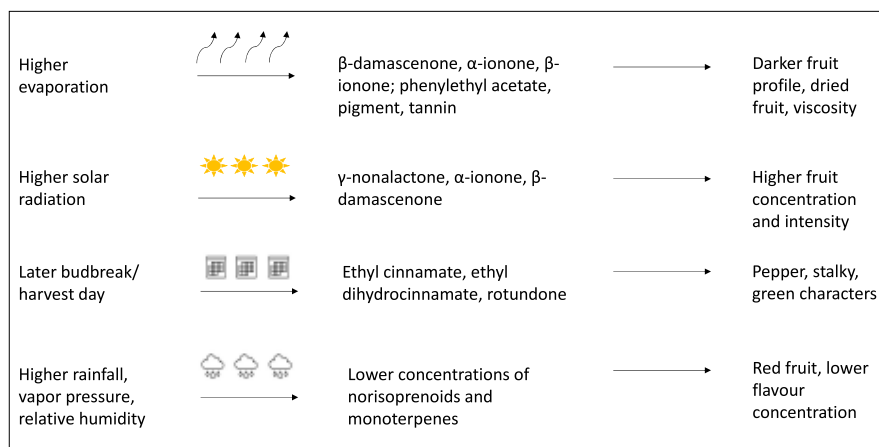 Higher
evaporation
β-damascenone, α-ionone, β-
ionone; phenylethyl acetate,
pigment, tannin
Darker fruit
profile, dried
fruit, viscosity
Higher solar
radiation
γ-nonalactone, α-ionone, β-
damascenone
Higher fruit
concentration
and intensity
Later budbreak/
harvest day
Ethyl cinnamate, ethyl
dihydrocinnamate, rotundone
Pepper, stalky,
green characters
Higher rainfall,
vapor pressure,
relative humidity
Lower concentrations of
norisoprenoids and
monoterpenes
Red fruit, lower
flavour
concentration